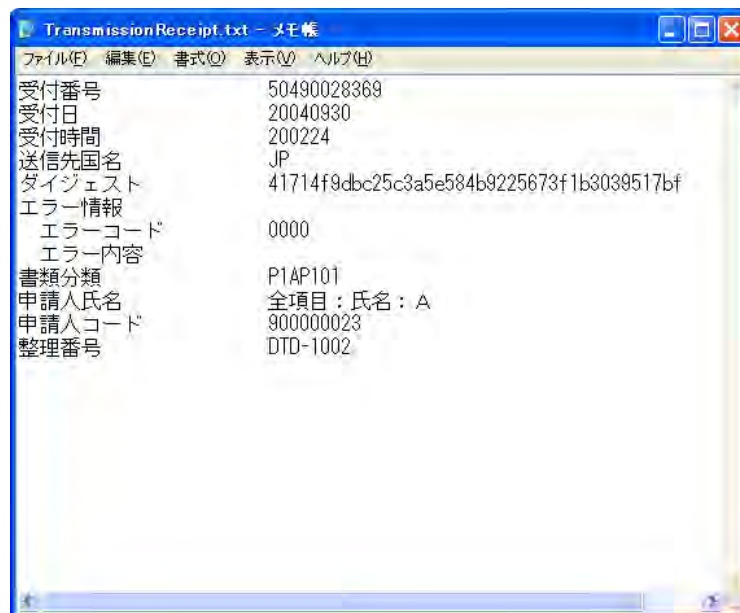 TransmissionReceipt.txt - メモ帳
ファイル(F) 編集(E) 書式(O) 表示(V) ヘルプ(H)
受付番号 50490028369
受付日 20040930
受付時間 200224
送信先国名 JP
ダイジェスト 41714f9dbc25c3a5e584b9225673f1b3039517bf
エラー情報
エラーコード 0000
エラー内容
書類分類 P1AP101
申請人氏名 全項目：氏名：A
申請人コード 900000023
整理番号 DTD-1002